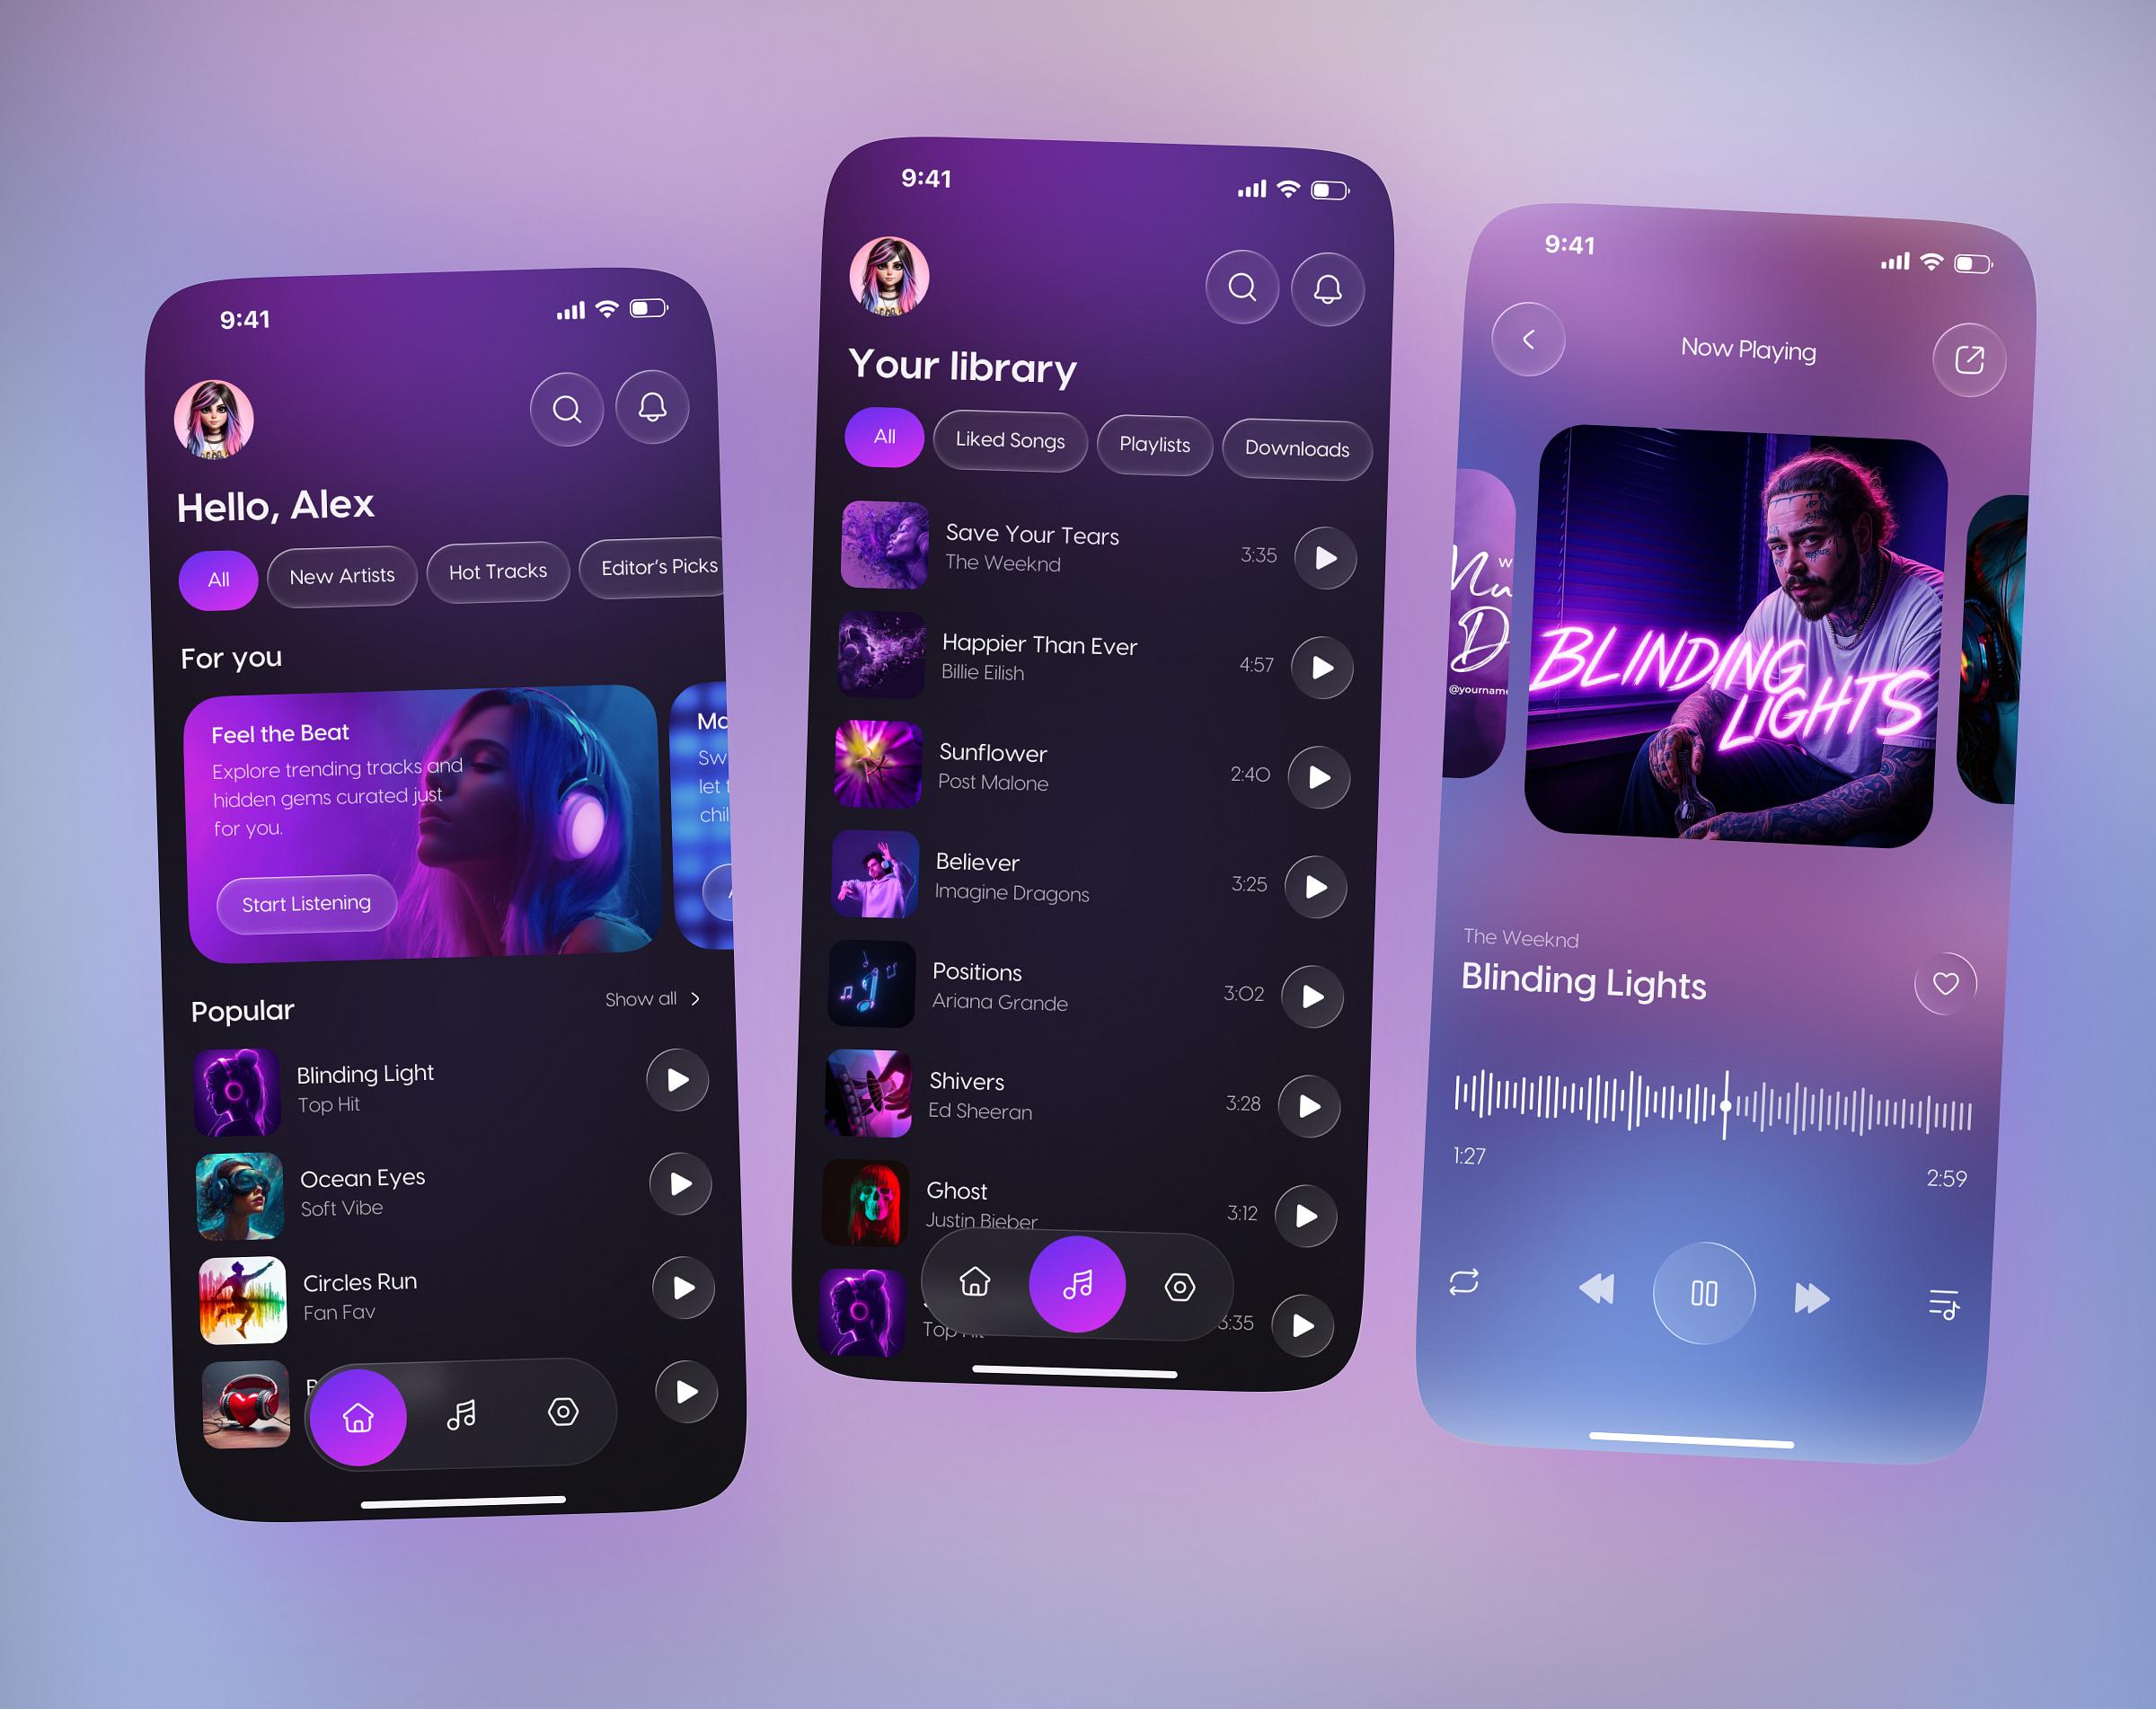 9:41
Hello, Alex
All
New Artists
Hot Tracks
Editor's Picks
For you
Feel the Beat
Explore trending tracks and
hidden gems curated just
for you.
Start Listening
Popular
Show all
Blinding Light
Top Hit
Ocean Eyes
Soft Vibe
Circles Run
Fan Fav
9:41
Your library
All
Liked Songs
Playlists
Downloads
Save Your Tears
The Weeknd
3:35
Happier Than Ever
Billie Eilish
4:57
Sunflower
Post Malone
2:40
Believer
Imagine Dragons
3:25
Positions
Ariana Grande
3:02
Shivers
Ed Sheeran
3:28
Ghost
Justin Bieber
3:12
Top Hit
3:35
9:41
Now Playing
D
@yourname
BLINDING
LIGHTS
The Weeknd
Blinding Lights
1:27
2:59